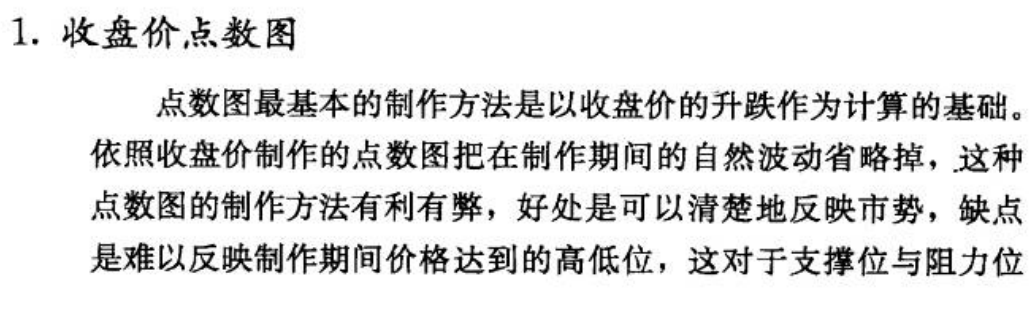 1. 收盘价点数图
点数图最基本的制作方法是以收盘价的升跌作为计算的基础。
依照收盘价制作的点数图把在制作期间的自然波动省略掉，这种
点数图的制作方法有利有弊，好处是可以清楚地反映市势，缺点
是难以反映制作期间价格达到的高低位，这对于支撑位与阻力位